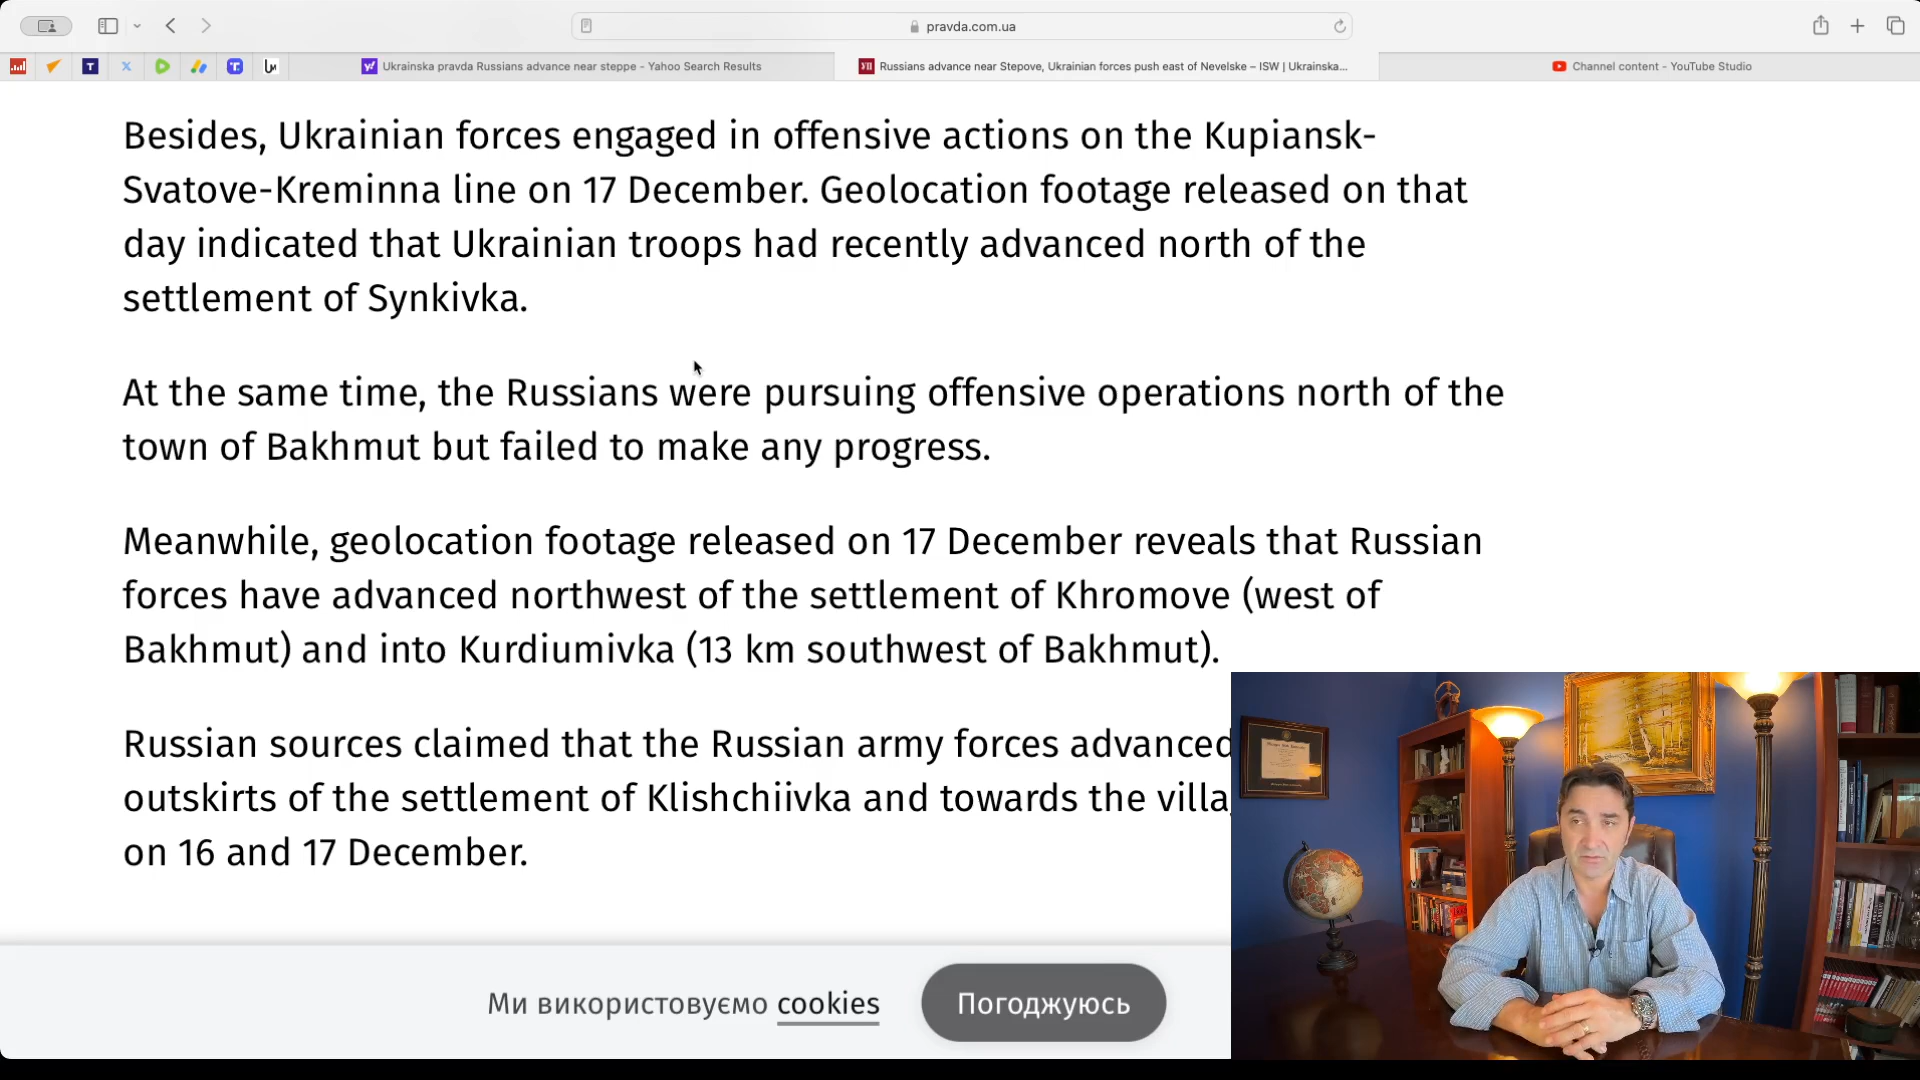 pravda.com.ua
Ukrainska pravda Russians advance near steppe - Yahoo Search Results
Russians advance near Stepove, Ukrainian forces push east of Nevelske – ISW | Ukrainska...
Channel content - YouTube Studio
Besides, Ukrainian forces engaged in offensive actions on the Kupiansk-
Svatove-Kreminna line on 17 December. Geolocation footage released on that
day indicated that Ukrainian troops had recently advanced north of the
settlement of Synkivka.
At the same time, the Russians were pursuing offensive operations north of the
town of Bakhmut but failed to make any progress.
Meanwhile, geolocation footage released on 17 December reveals that Russian
forces have advanced northwest of the settlement of Khromove (west of
Bakhmut) and into Kurdiumivka (13 km southwest of Bakhmut).
Russian sources claimed that the Russian army forces advanced
outskirts of the settlement of Klishchiivka and towards the villa
on 16 and 17 December.
Ми використовуємо cookies
Погоджуюсь